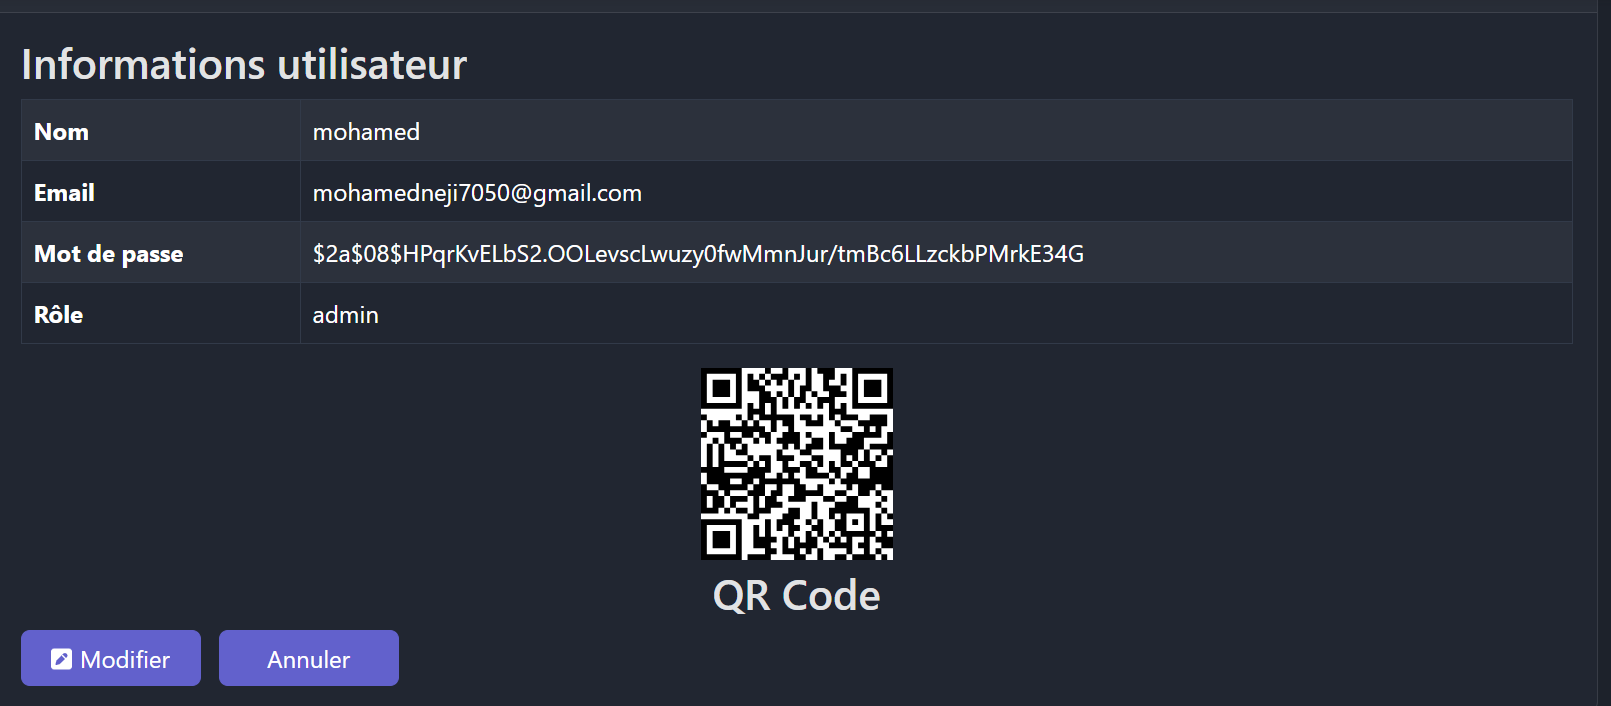 Informations utilisateur
Nom mohamed
Email mohamedneji7050@gmail.com
Mot de passe $2a$08$HPqrKvELbS2.OOLevscLwuzy0fwMmnJur/tmBc6LLzckbPMrkE34G
Rôle admin
QR Code
Modifier Annuler